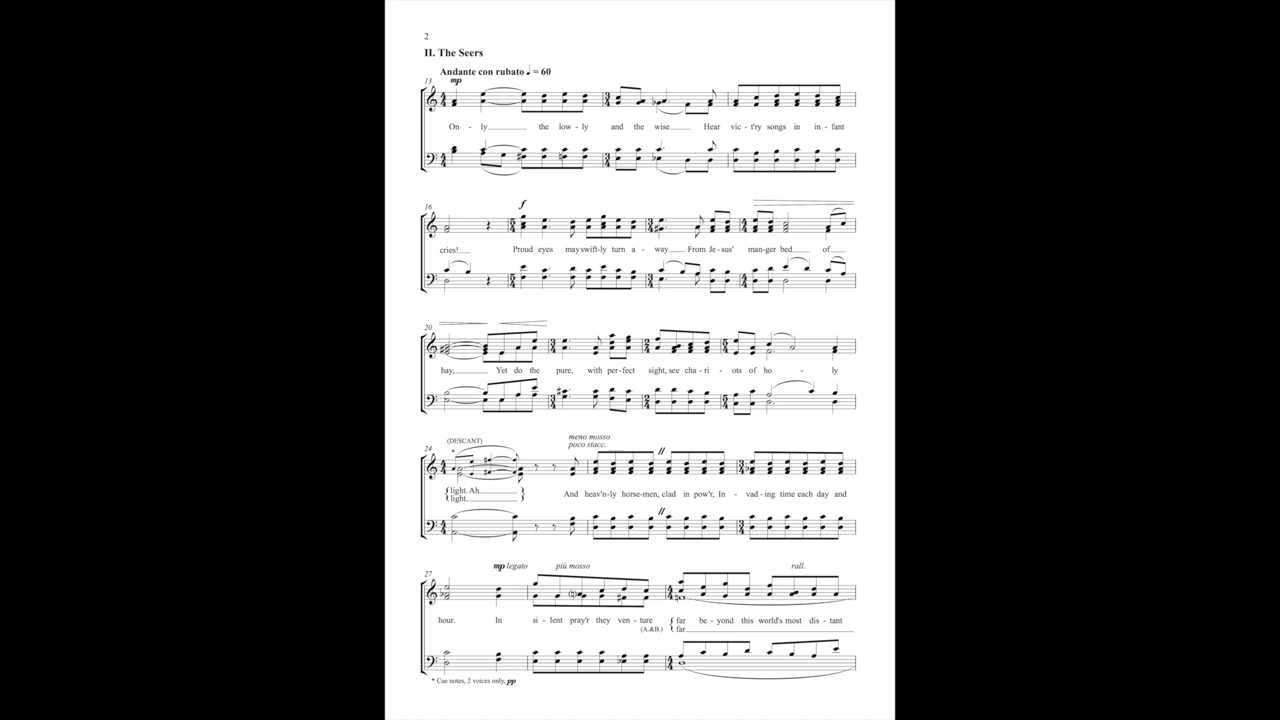 2
II. The Seers
Andante con rubato ♩ = 60
13
mp
On - ly the low - ly and the wise Hear vic - t'ry songs in in - fant
16
f
cries! Proud eyes may swift - ly turn a - way From Je - sus' man - ger bed of
20
hay, Yet do the pure, with per - fect sight, see cha - ri - ots of ho - ly
24
(DESCANT)
meno mosso
poco stacc.
*
light. Ah And heav'n - ly horse - men, clad in pow'r, In - vad - ing time each day and
light.
27
mp legato più mosso rall.
hour. In si - lent pray'r they ven - ture far be - yond this world's most dis - tant
(A.&B.) far
* Cue notes, 2 voices only, pp